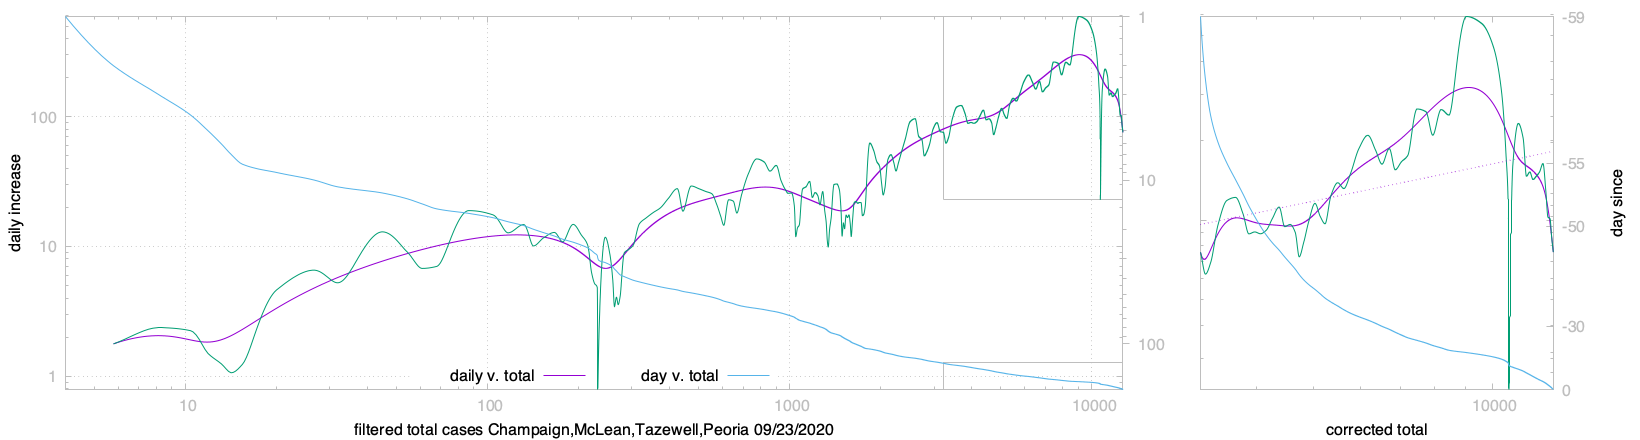 daily increase
100
10
1
10
100
1000
10000
1
10
100
daily v. total
day v. total
filtered total cases Champaign,McLean,Tazewell,Peoria 09/23/2020
-59
-55
-50
-30
0
day since
10000
corrected total